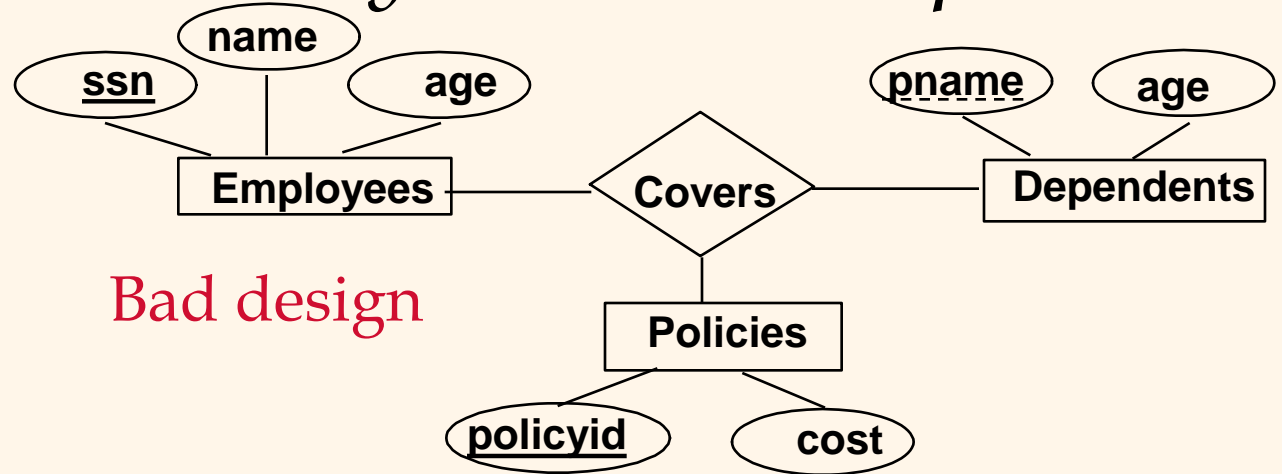 name
ssn
age
pname
age
Employees
Covers
Dependents
Bad design
Policies
policyid
cost